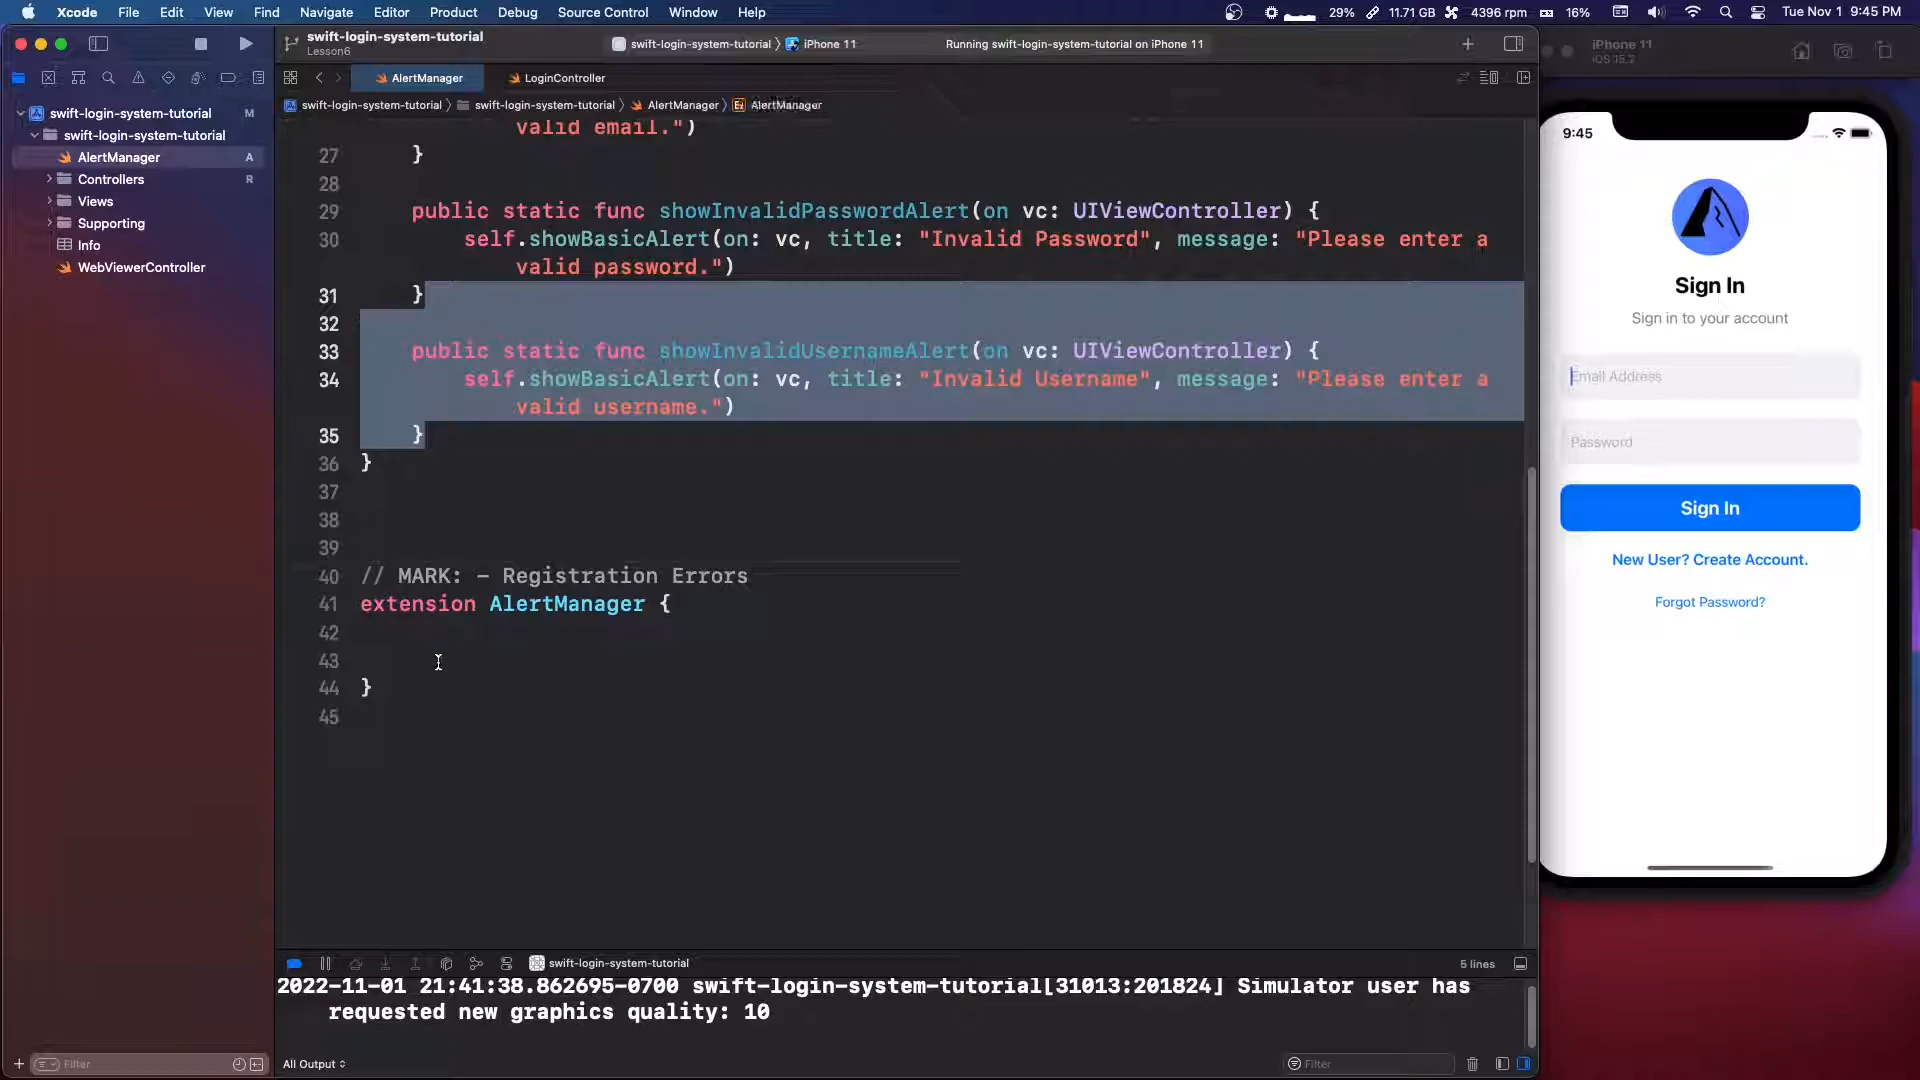 Xcode File Edit View Find Navigate Editor Product Debug Source Control Window Help 29% 11.71 GB 4396 rpm 16% Tue Nov 1 9:45 PM
swift-login-system-tutorial
Lesson6
swift-login-system-tutorial 〉 iPhone 11
Running swift-login-system-tutorial on iPhone 11
iPhone 11
iOS 15.2
AlertManager LoginController
swift-login-system-tutorial 〉 swift-login-system-tutorial 〉 AlertManager 〉 Ex AlertManager
swift-login-system-tutorial M
swift-login-system-tutorial
AlertManager A
Controllers R
Views
Supporting
Info
WebViewerController
valid email.")
27 }
28
29 public static func showInvalidPasswordAlert(on vc: UIViewController) {
30 self.showBasicAlert(on: vc, title: "Invalid Password", message: "Please enter a
valid password.")
31 }
32
33 public static func showInvalidUsernameAlert(on vc: UIViewController) {
34 self.showBasicAlert(on: vc, title: "Invalid Username", message: "Please enter a
valid username.")
35 }
36 }
37
38
39
40 // MARK: - Registration Errors
41 extension AlertManager {
42
43
44 }
45
swift-login-system-tutorial
5 lines
2022-11-01 21:41:38.862695-0700 swift-login-system-tutorial[31013:201824] Simulator user has
requested new graphics quality: 10
Filter
All Output
Filter
9:45
Sign In
Sign in to your account
Email Address
Password
Sign In
New User? Create Account.
Forgot Password?